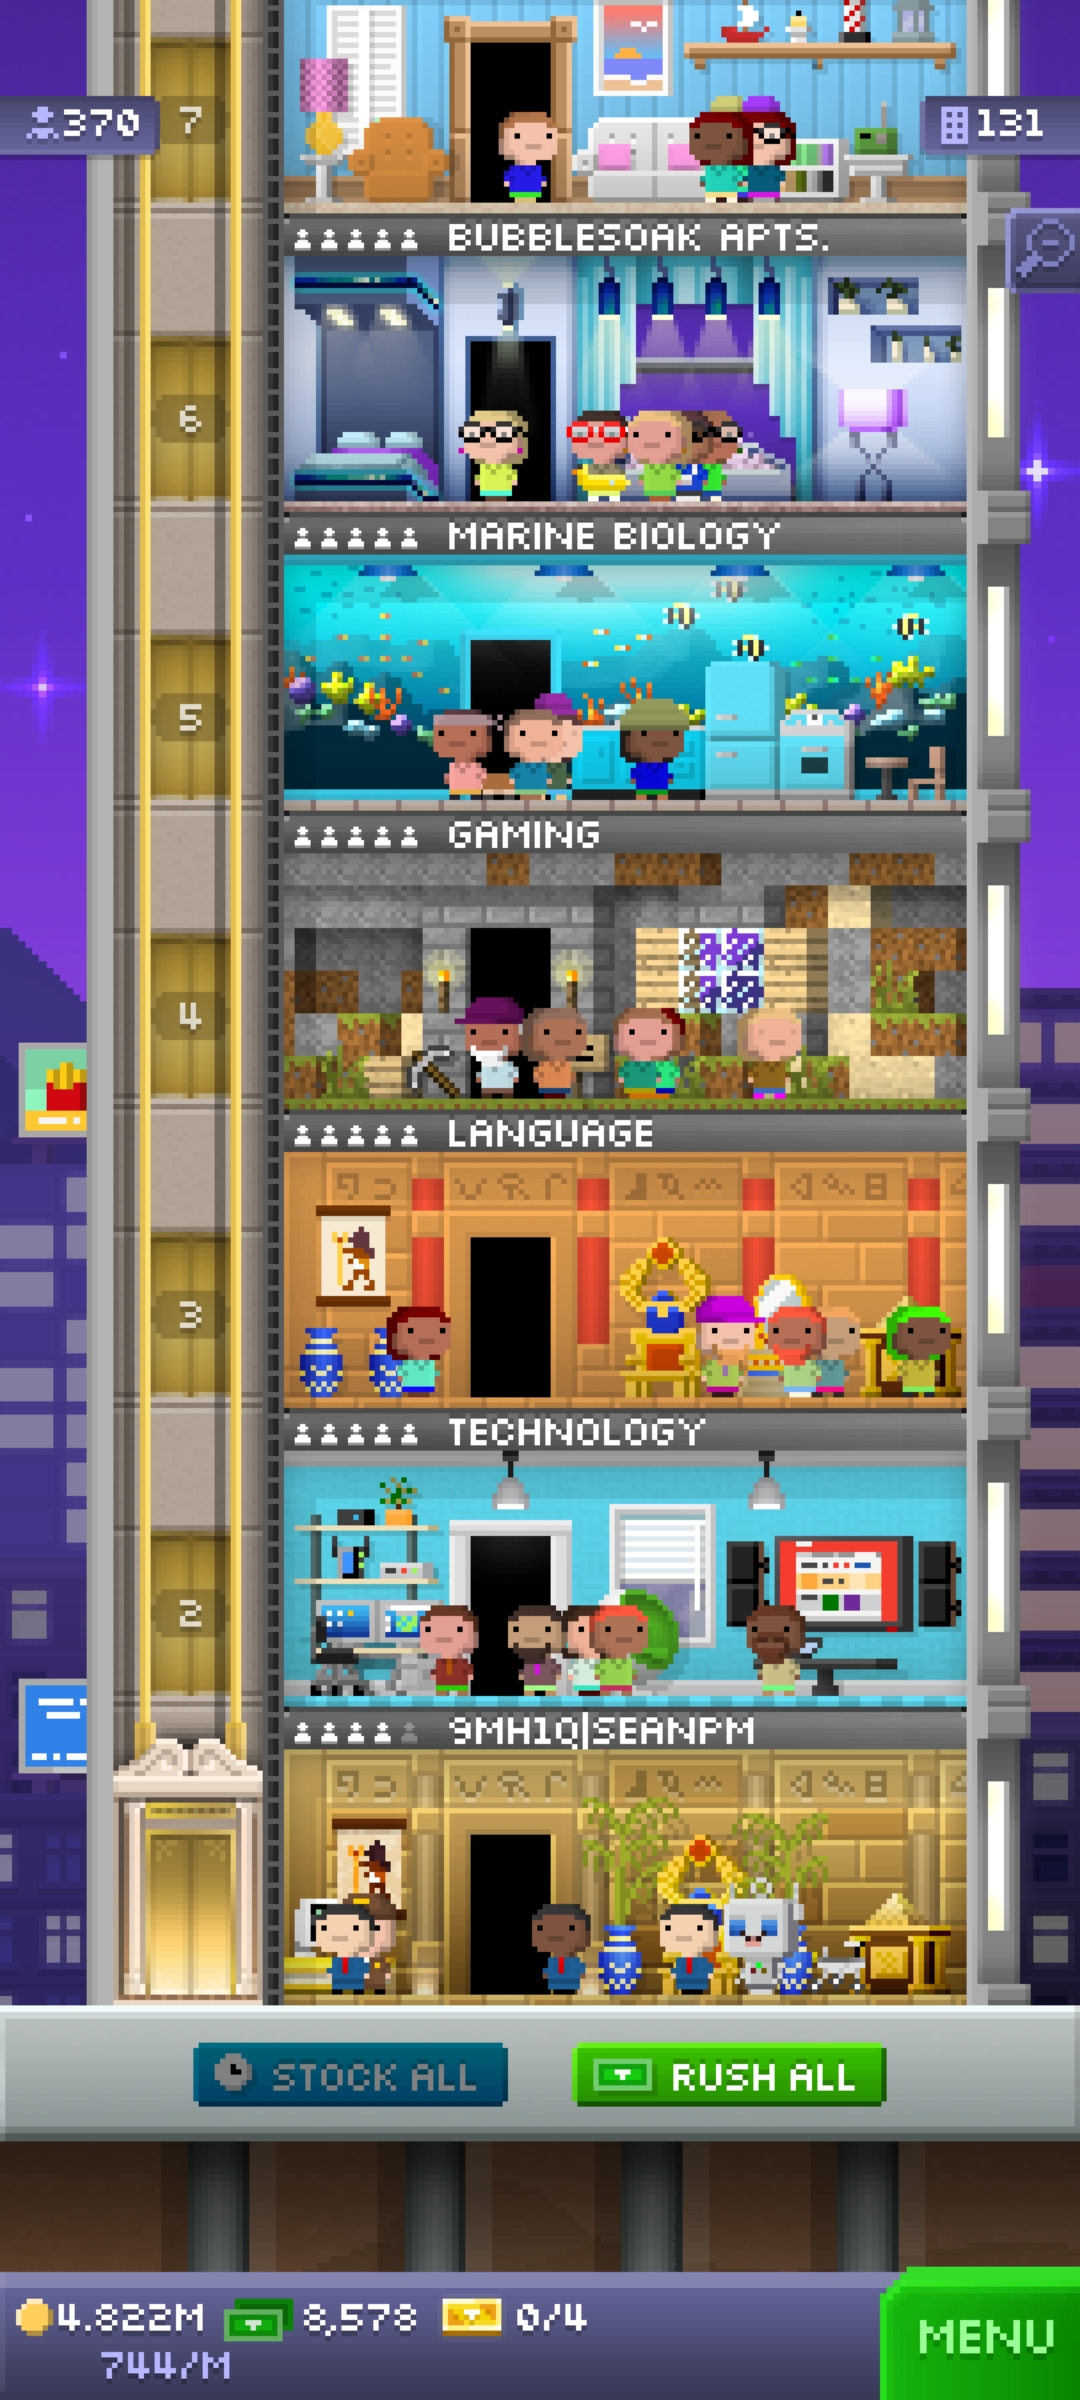 370
7
131
BUBBLESOAK APTS.
6
MARINE BIOLOGY
5
GAMING
4
LANGUAGE
3
TECHNOLOGY
2
9MH1Q|SEANPM
STOCK ALL
RUSH ALL
4.822M
8,578
0/4
744/M
MENU